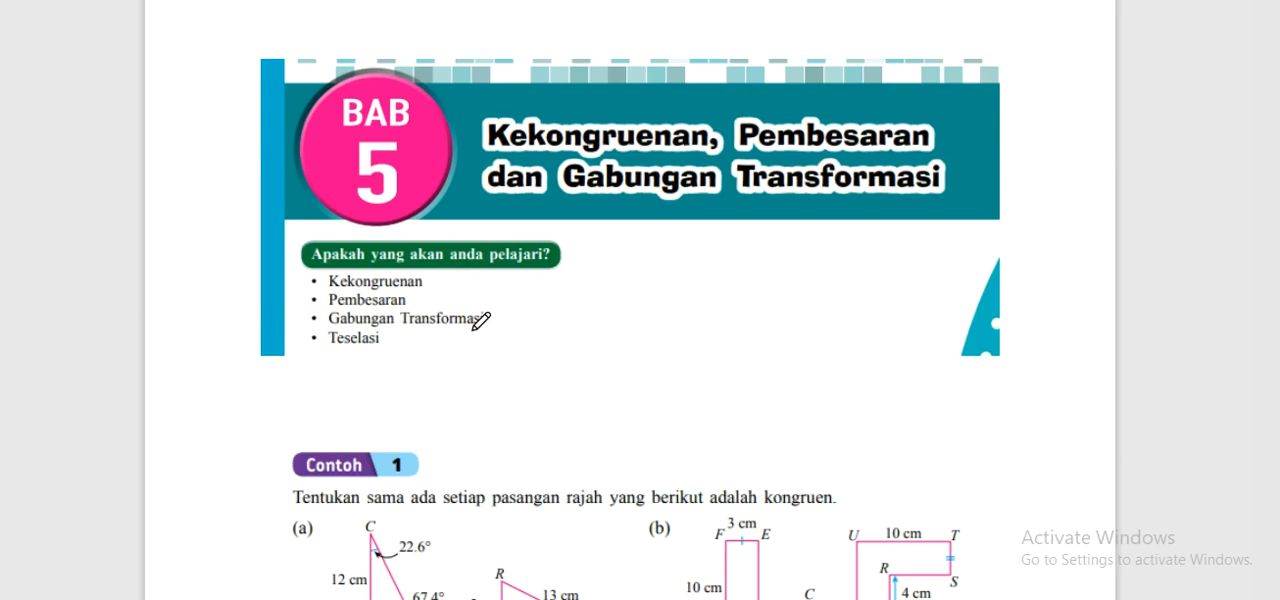 BAB
5
Kekongruenan, Pembesaran
dan Gabungan Transformasi
Apakah yang akan anda pelajari?
• Kekongruenan
• Pembesaran
• Gabungan Transformasi
• Teselasi
Contoh 1
Tentukan sama ada setiap pasangan rajah yang berikut adalah kongruen.
(a)
C
22.6°
12 cm
67.4°
R
13 cm
(b)
3 cm
F
E
10 cm
C
U
10 cm
T
R
S
4 cm
Activate Windows
Go to Settings to activate Windows.